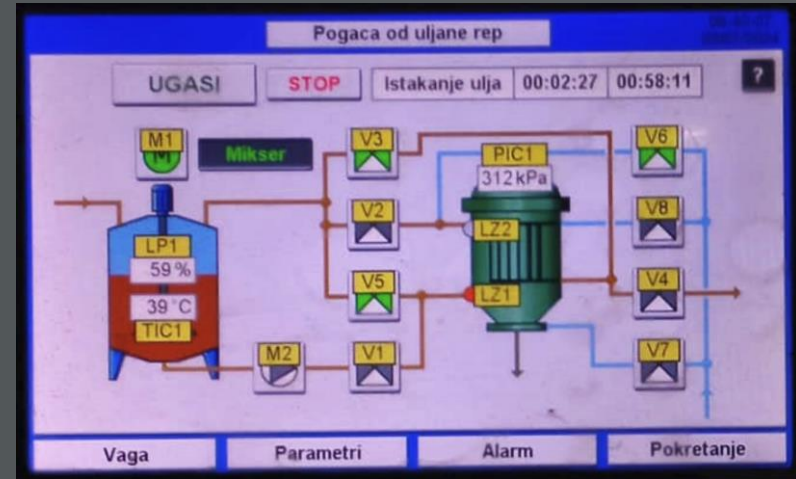 Pogaca od uljane rep
UGASI
STOP
Istakanje ulja
00:02:27
00:58:11
?
M1
M
Mikser
V3
PIC1
312 kPa
V6
V2
LZ2
V8
LP1
59 %
39 °C
TIC1
V5
LZ1
V4
M2
V1
V7
Vaga
Parametri
Alarm
Pokretanje